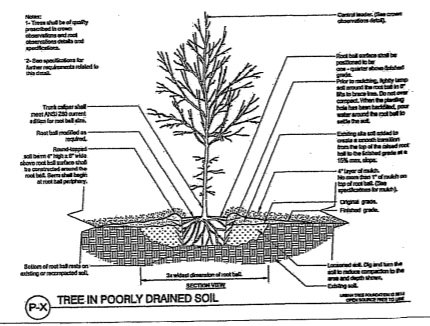 Notes:
1- Trees shall be of quality
prescribed in crown
observations and root
observations details and
specifications.
2- See specifications for
further requirements related to
this detail.
Central leader. (See crown
observations detail).
Root ball surface shall be
positioned to be
one - quarter above finished
grade.
Prior to mulching, lightly tamp
soil around the root ball in 6"
lifts to brace tree. Do not over
compact. When the planting
hole has been backfilled, pour
water around the root ball to
settle the soil.
Trunk caliper shall
meet ANSI Z60 current
edition for root ball size.
Root ball modified as
required.
Round-topped
soil berm 4" high x 8" wide
above root ball surface shall
be constructed around the
root ball. Berm shall begin
at root ball periphery.
Existing site soil added to
create a smooth transition
from the top of the raised root
ball to the finished grade at a
15% max. slope.
4" layer of mulch.
No more than 1" of mulch on
top of root ball. (See
specifications for mulch).
Original grade.
Finished grade.
Bottom of root ball rests on
existing or recompacted soil.
3x widest dimension of root ball.
SECTION VIEW
Loosened soil. Dig and turn the
soil to reduce compaction to the
area and depth shown.
Existing soil.
P-X TREE IN POORLY DRAINED SOIL
URBAN TREE FOUNDATION © 2014
OPEN SOURCE FREE TO USE